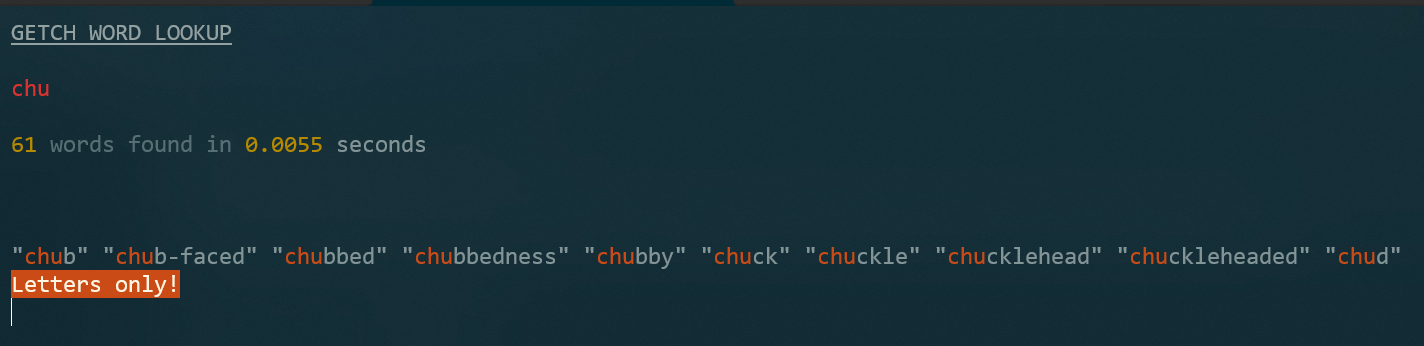 GETCH WORD LOOKUP
chu
61 words found in 0.0055 seconds
"chub" "chub-faced" "chubbed" "chubbedness" "chubby" "chuck" "chuckle" "chucklehead" "chuckleheaded" "chud"
Letters only!